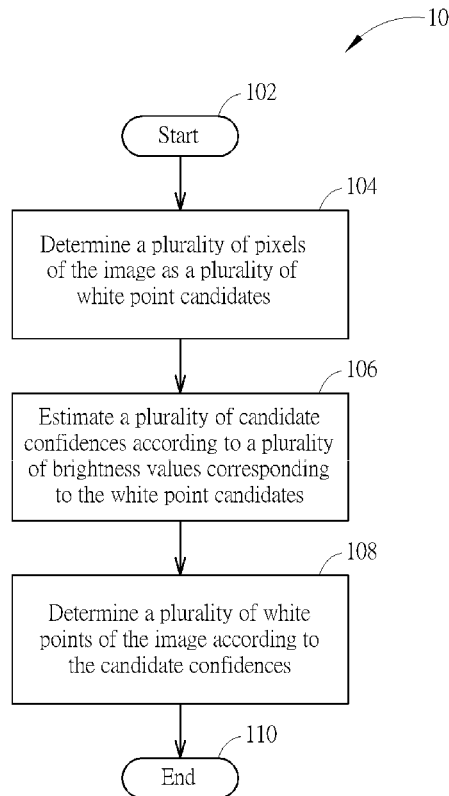 10
102
Start
104
Determine a plurality of pixels
of the image as a plurality of
white point candidates
106
Estimate a plurality of candidate
confidences according to a plurality
of brightness values corresponding
to the white point candidates
108
Determine a plurality of white
points of the image according to
the candidate confidences
110
End